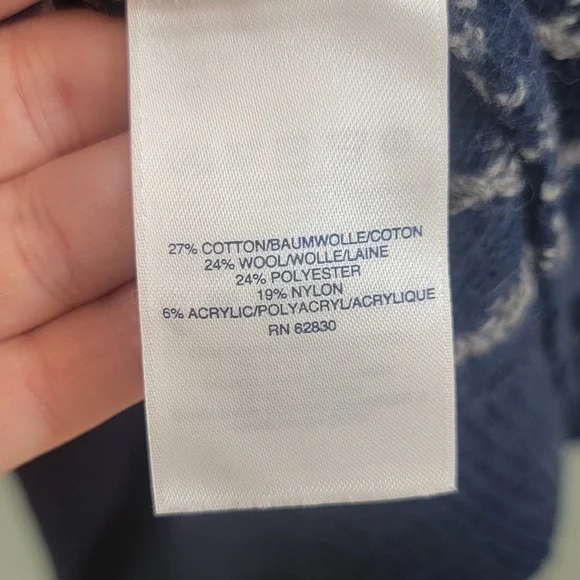 27% COTTON/BAUMWOLLE/COTON
24% WOOL/WOLLE/LAINE
24% POLYESTER
19% NYLON
6% ACRYLIC/POLYACRYL/ACRYLIQUE
RN 62830